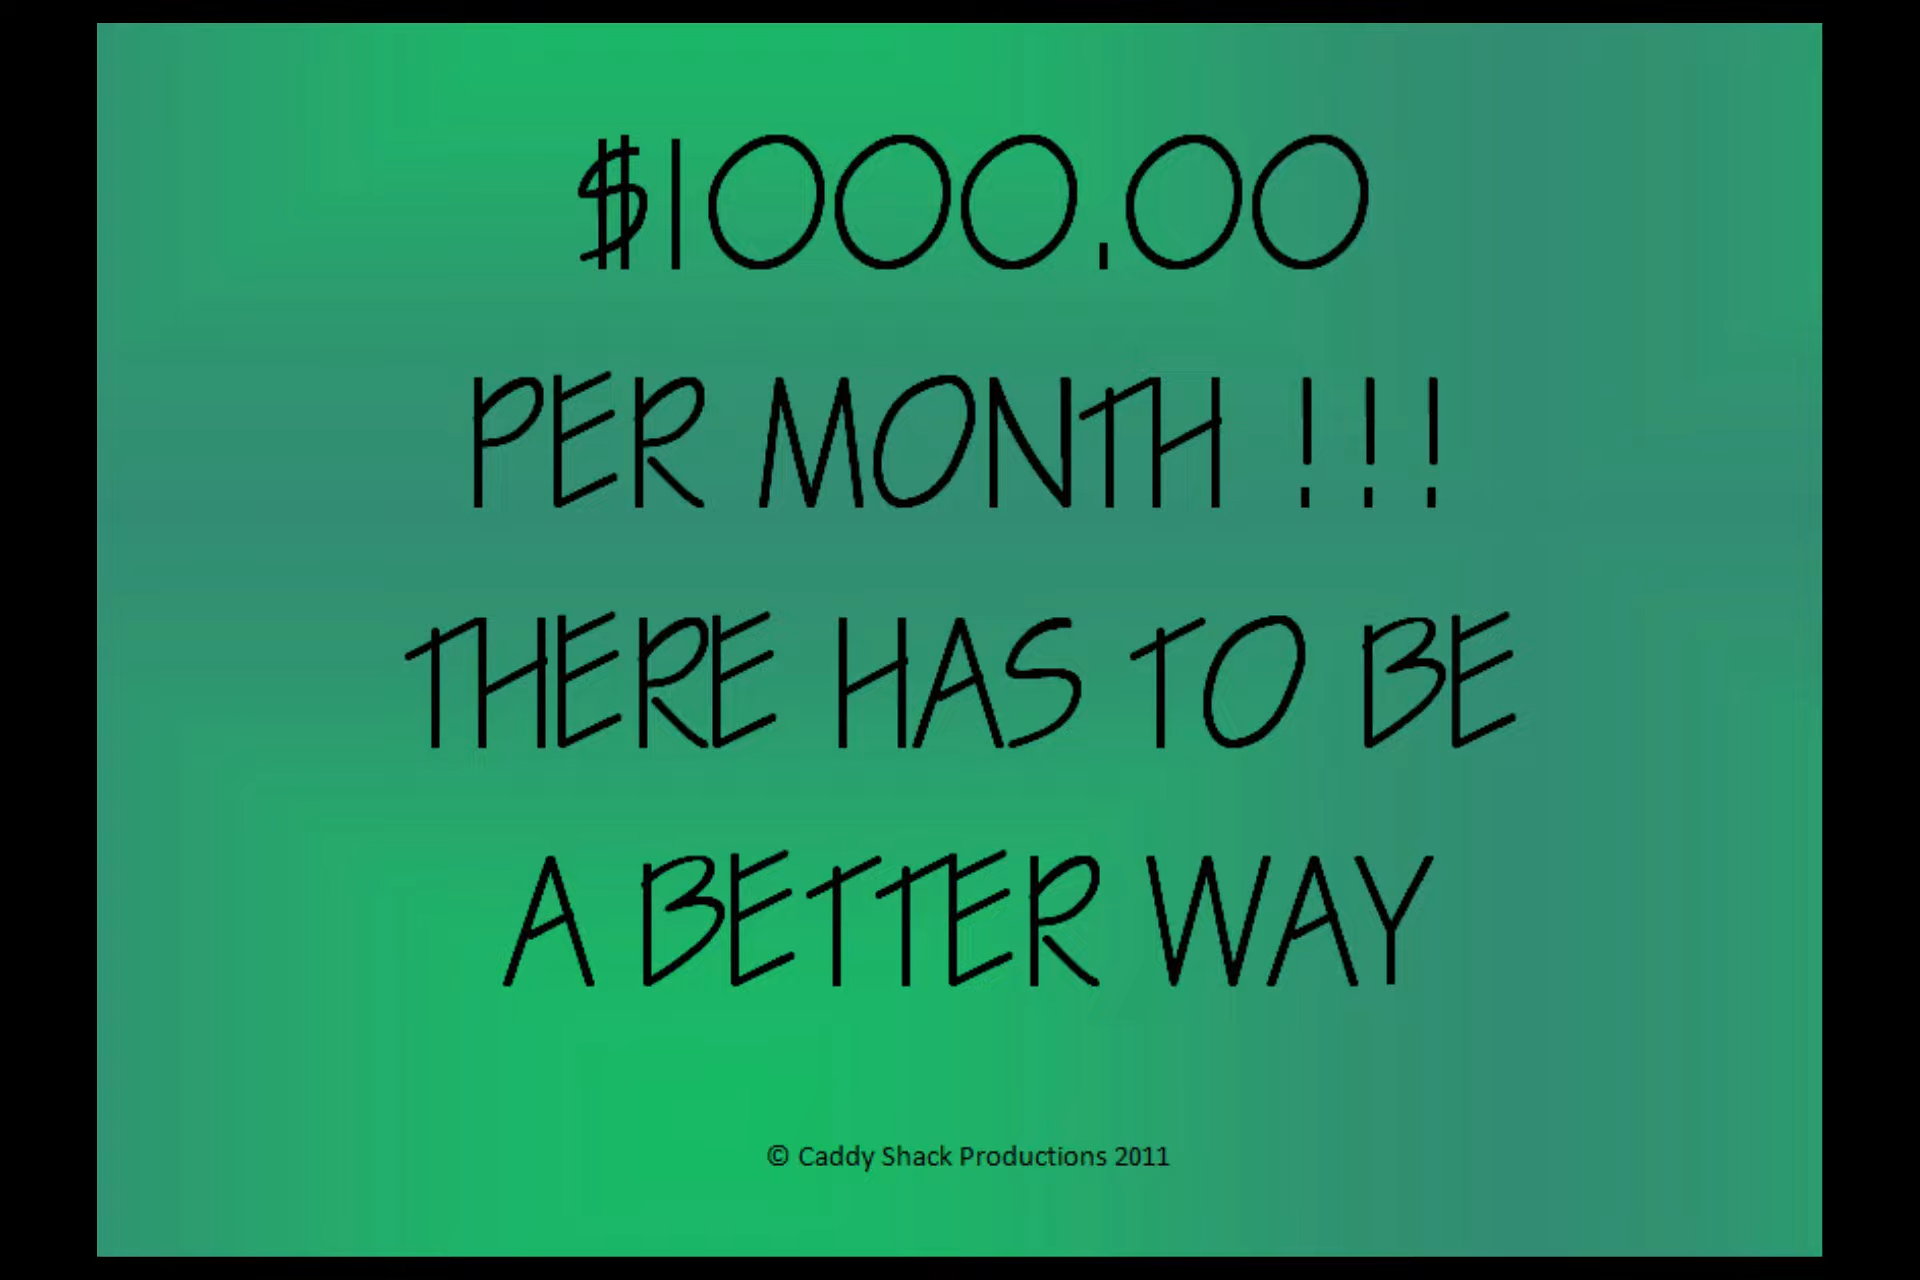 $1000.00
PER MONTH !!!
THERE HAS TO BE
A BETTER WAY
© Caddy Shack Productions 2011